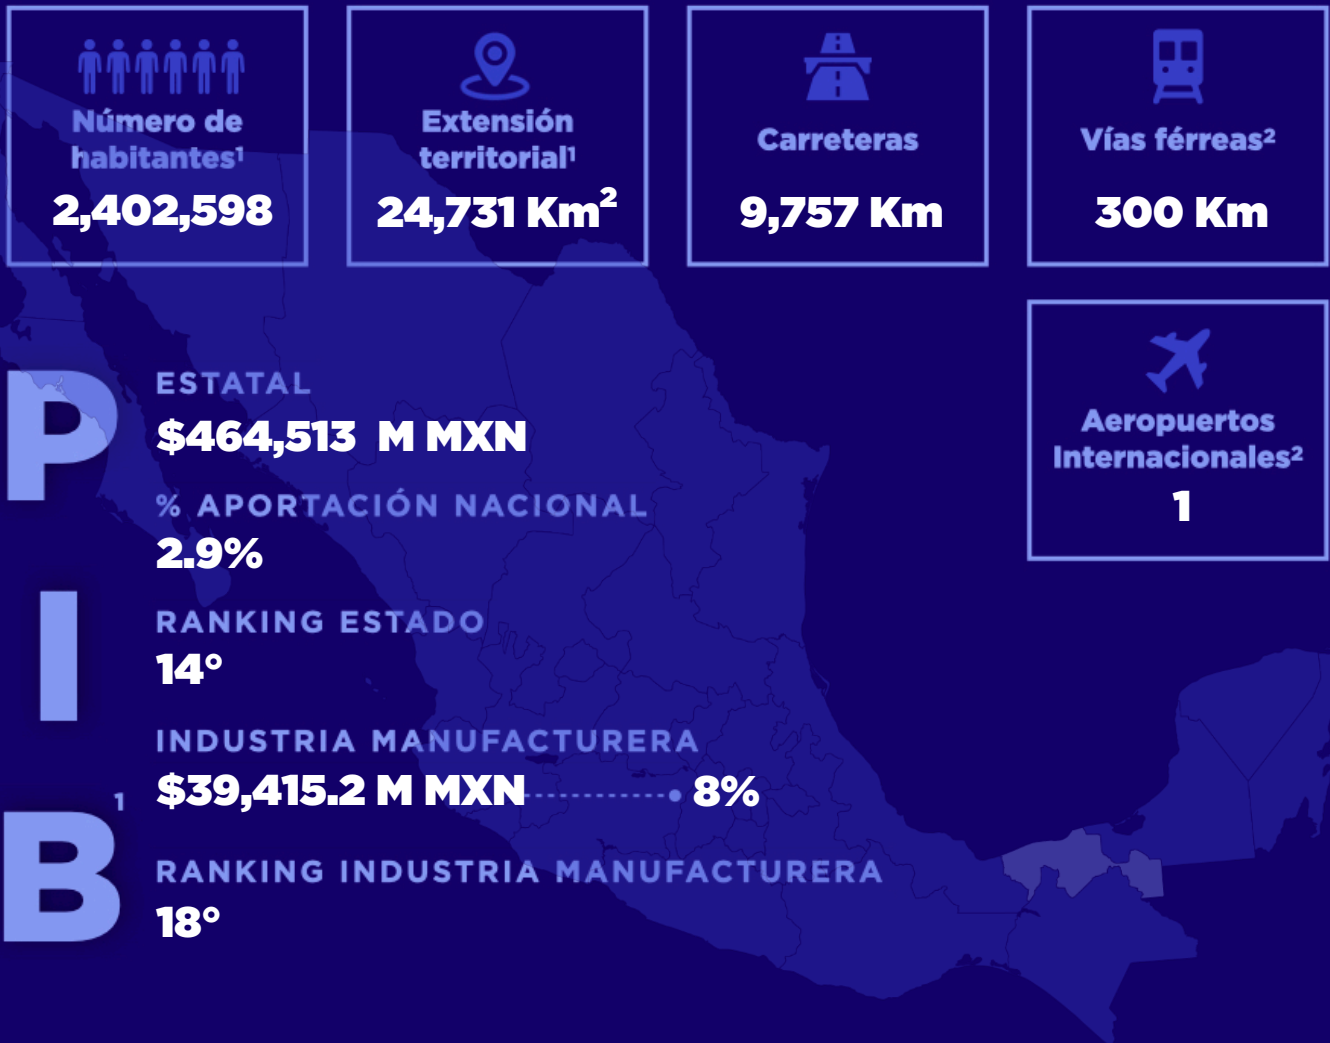 Número de
habitantes¹
2,402,598
Extensión
territorial¹
24,731 Km²
Carreteras
9,757 Km
Vías férreas²
300 Km
Aeropuertos
Internacionales²
1
PIB¹
ESTATAL
$464,513 M MXN
% APORTACIÓN NACIONAL
2.9%
RANKING ESTADO
14°
INDUSTRIA MANUFACTURERA
$39,415.2 M MXN 8%
RANKING INDUSTRIA MANUFACTURERA
18°